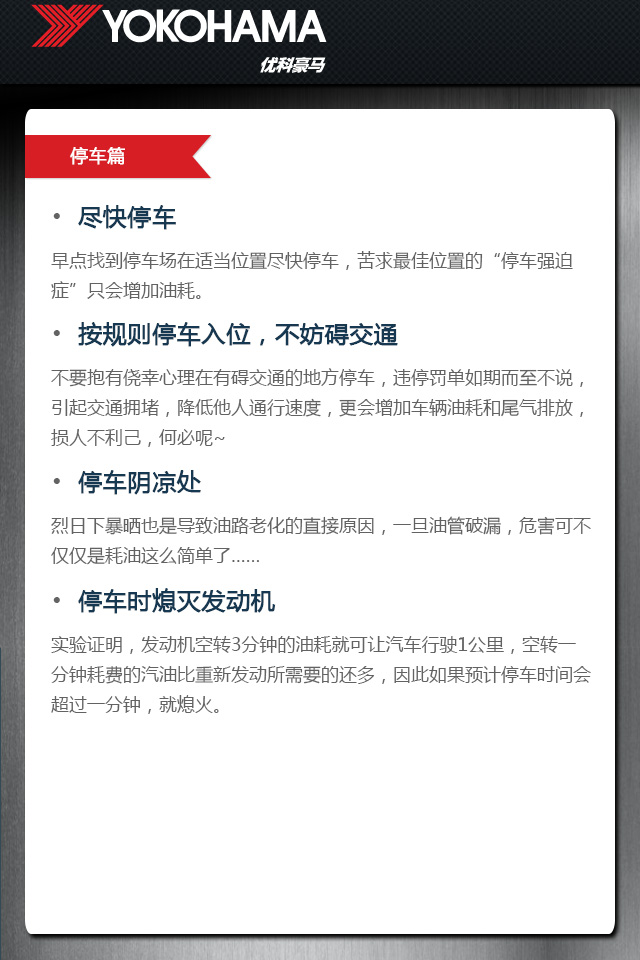 YOKOHAMA
优科豪马
停车篇
• 尽快停车
早点找到停车场在适当位置尽快停车，苦求最佳位置的“停车强迫
症”只会增加油耗。
• 按规则停车入位，不妨碍交通
不要抱有侥幸心理在有碍交通的地方停车，违停罚单如期而至不说，
引起交通拥堵，降低他人通行速度，更会增加车辆油耗和尾气排放，
损人不利己，何必呢~
• 停车阴凉处
烈日下暴晒也是导致油路老化的直接原因，一旦油管破漏，危害可不
仅仅是耗油这么简单了……
• 停车时熄灭发动机
实验证明，发动机空转3分钟的油耗就可让汽车行驶1公里，空转一
分钟耗费的汽油比重新发动所需要的还多，因此如果预计停车时间会
超过一分钟，就熄火。